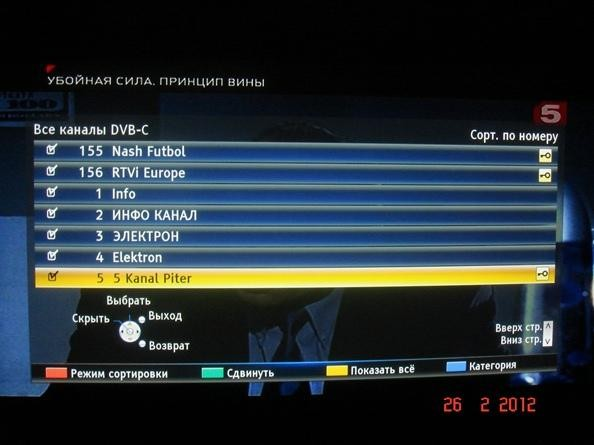 УБОЙНАЯ СИЛА. ПРИНЦИП ВИНЫ
100
5
Все каналы DVB-C
Сорт. по номеру
155 Nash Futbol
156 RTVi Europe
1 Info
2 ИНФО КАНАЛ
3 ЭЛЕКТРОН
4 Elektron
5 5 Kanal Piter
Выбрать
Скрыть
Выход
Возврат
Вверх стр.
Вниз стр.
Режим сортировки
Сдвинуть
Показать всё
Категория
26 2 2012